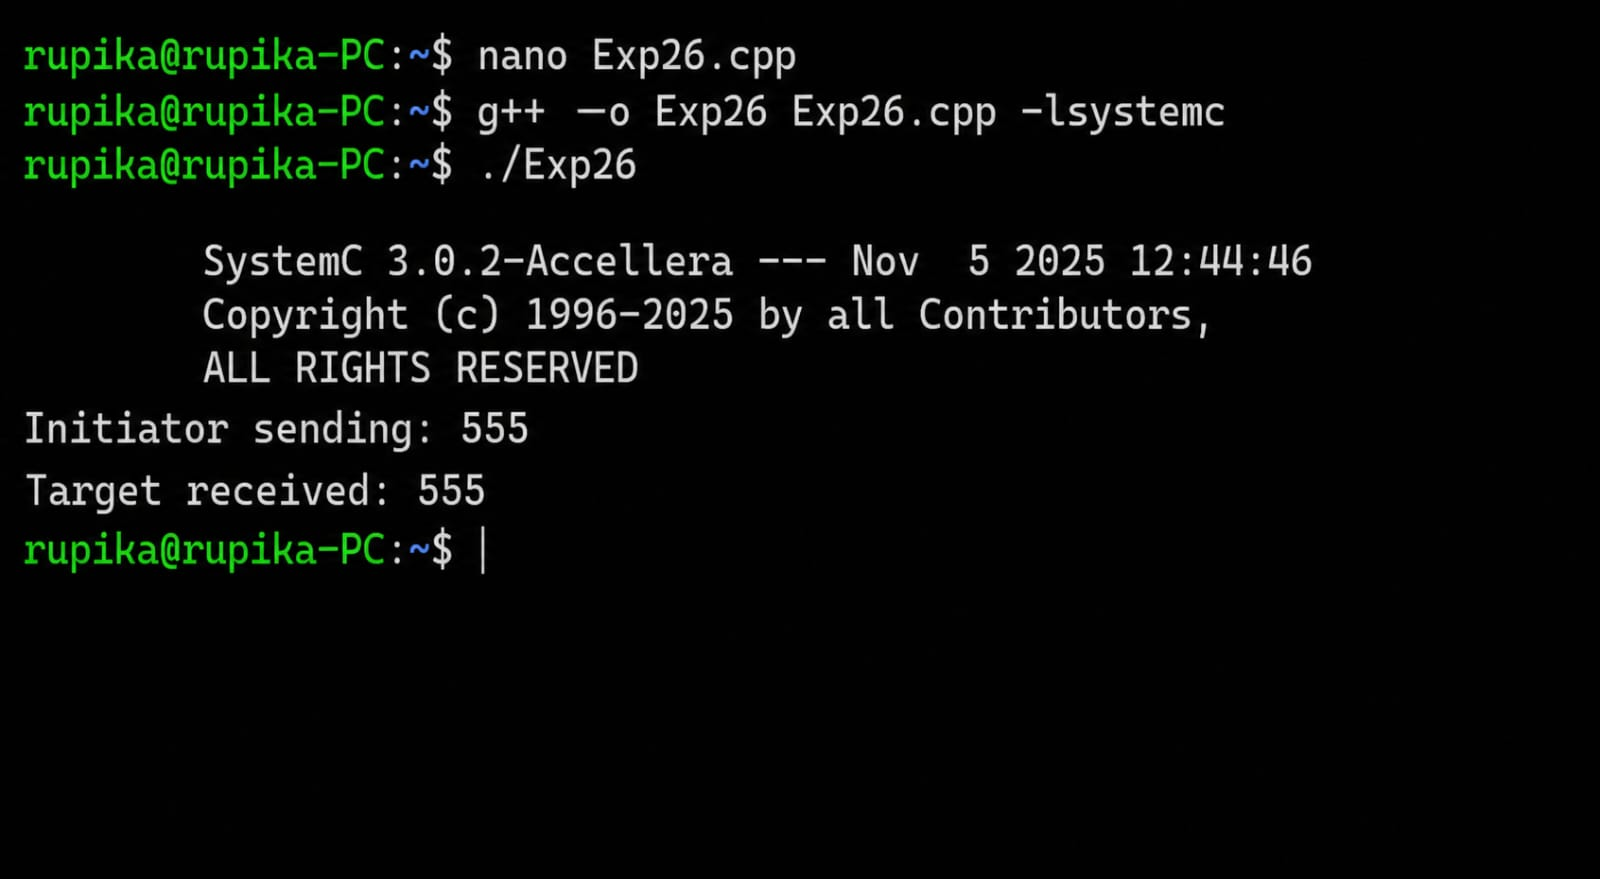 rupika@rupika-PC:~$ nano Exp26.cpp
rupika@rupika-PC:~$ g++ —o Exp26 Exp26.cpp -lsystemc
rupika@rupika-PC:~$ ./Exp26
SystemC 3.0.2-Accellera --- Nov  5 2025 12:44:46
Copyright (c) 1996-2025 by all Contributors,
ALL RIGHTS RESERVED
Initiator sending: 555
Target received: 555
rupika@rupika-PC:~$